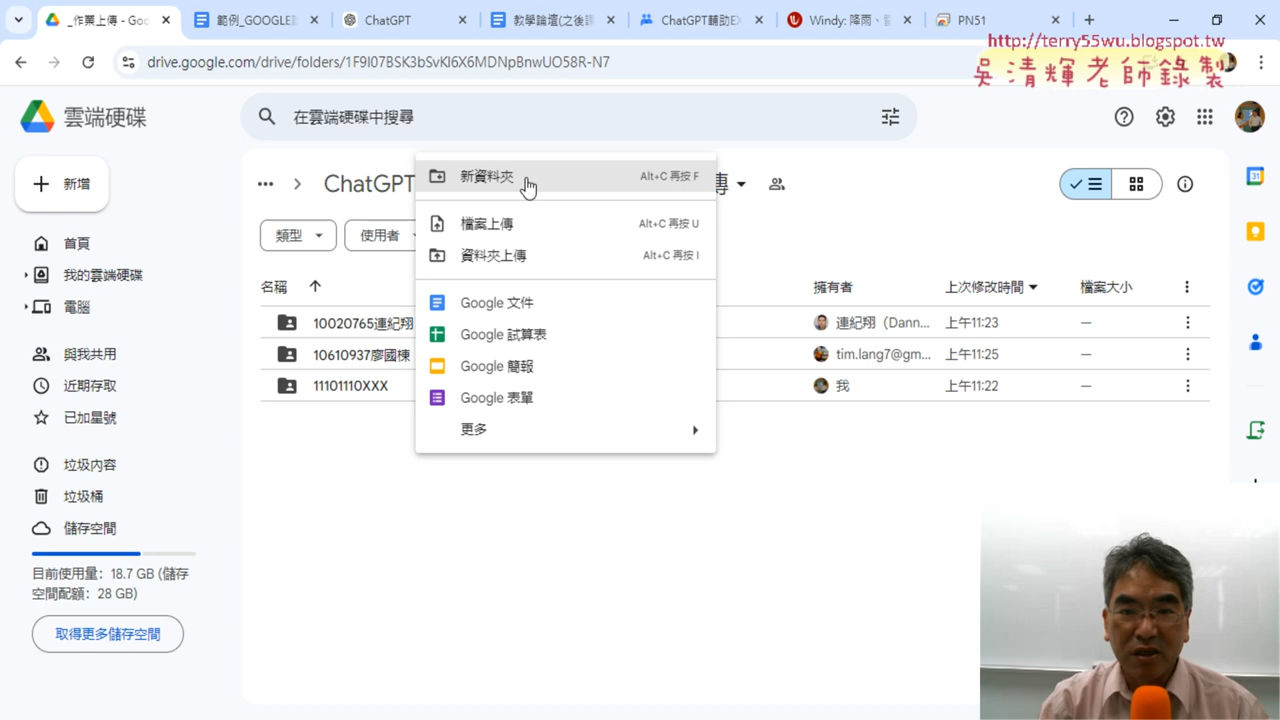 _作業上傳 - Goo
範例_GOOGLE
ChatGPT
教學論壇(之後
ChatGPT輔助EX
Windy: 降雨、
PN51
http://terry55wu.blogspot.tw
吳清輝老師錄製
雲端硬碟
在雲端硬碟中搜尋
新增
ChatGPT
傳
類型
使用者
首頁
我的雲端硬碟
電腦
與我共用
近期存取
已加星號
垃圾內容
垃圾桶
儲存空間
目前使用量：18.7 GB (儲存
空間配額：28 GB)
取得更多儲存空間
新資料夾 Alt+C 再按 F
檔案上傳 Alt+C 再按 U
資料夾上傳 Alt+C 再按 I
Google 文件
Google 試算表
Google 簡報
Google 表單
更多
名稱 擁有者 上次修改時間 檔案大小
10020765連紀翔 連紀翔（Dann... 上午11:23 —
10610937廖國棟 tim.lang7@gm... 上午11:25 —
11101110XXX 我 上午11:22 —